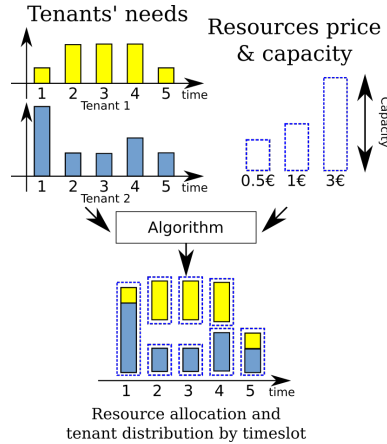 Tenants' needs
Resources price
& capacity
1 2 3 4 5 time
Tenant 1
1 2 3 4 5 time
Tenant 2
0.5€ 1€ 3€
Capacity
Algorithm
1 2 3 4 5 time
Resource allocation and
tenant distribution by timeslot